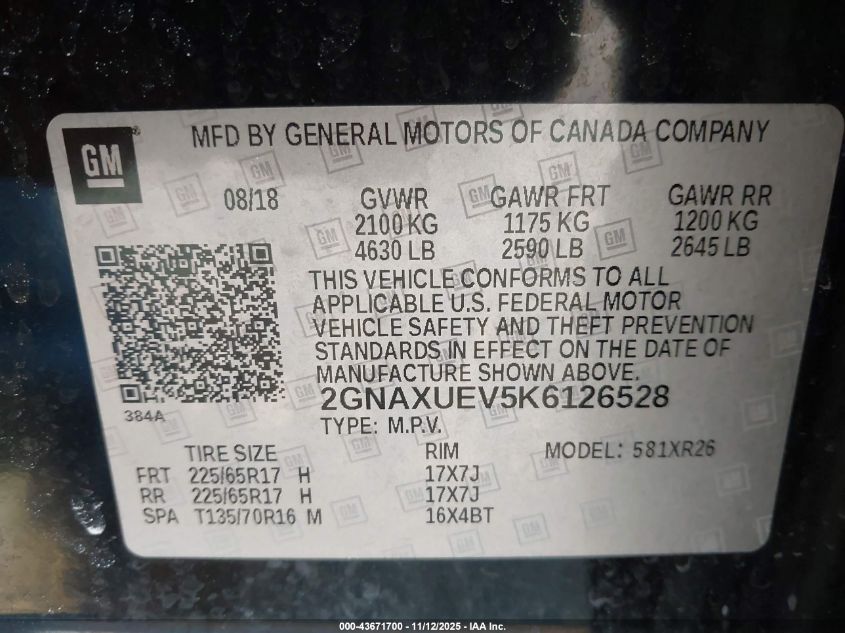 GM
MFD BY GENERAL MOTORS OF CANADA COMPANY
08/18 GVWR GAWR FRT GAWR RR
2100 KG 1175 KG 1200 KG
4630 LB 2590 LB 2645 LB
THIS VEHICLE CONFORMS TO ALL
APPLICABLE U.S. FEDERAL MOTOR
VEHICLE SAFETY AND THEFT PREVENTION
STANDARDS IN EFFECT ON THE DATE OF
MANUFACTURE SHOWN ABOVE.
2GNAXUEV5K6126528
384A
TYPE: M.P.V.
TIRE SIZE RIM MODEL: 581XR26
FRT 225/65R17 H 17X7J
RR 225/65R17 H 17X7J
SPA T135/70R16 M 16X4BT
000-43671700 - 11/12/2025 - IAA Inc.